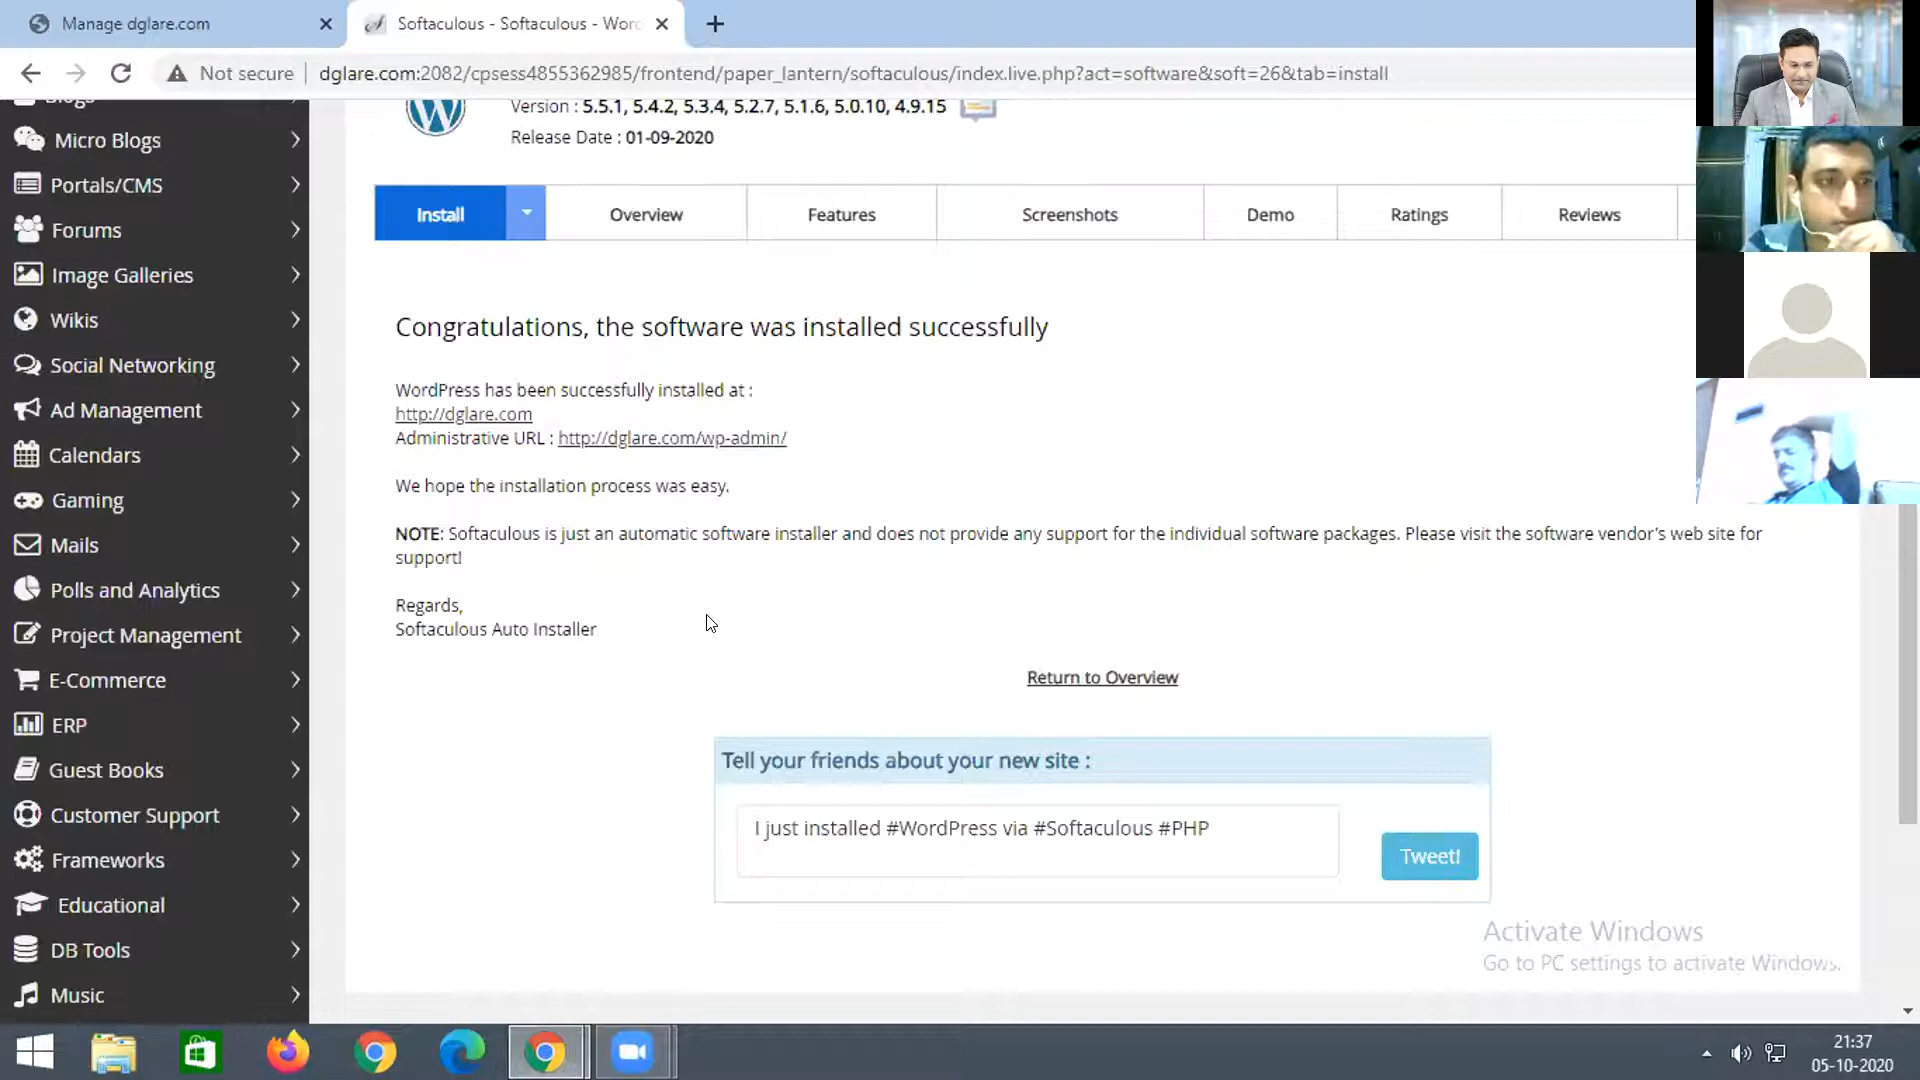 Manage dglare.com
Softaculous - Softaculous - Wor
Not secure
dglare.com:2082/cpsess4855362985/frontend/paper_lantern/softaculous/index.live.php?act=software&soft=26&tab=install
Blogs
Micro Blogs
Portals/CMS
Forums
Image Galleries
Wikis
Social Networking
Ad Management
Calendars
Gaming
Mails
Polls and Analytics
Project Management
E-Commerce
ERP
Guest Books
Customer Support
Frameworks
Educational
DB Tools
Music
Version : 5.5.1, 5.4.2, 5.3.4, 5.2.7, 5.1.6, 5.0.10, 4.9.15
Release Date : 01-09-2020
Install
Overview
Features
Screenshots
Demo
Ratings
Reviews
Congratulations, the software was installed successfully
WordPress has been successfully installed at :
http://dglare.com
Administrative URL : http://dglare.com/wp-admin/
We hope the installation process was easy.
NOTE: Softaculous is just an automatic software installer and does not provide any support for the individual software packages. Please visit the software vendor's web site for
support!
Regards,
Softaculous Auto Installer
Return to Overview
Tell your friends about your new site :
I just installed #WordPress via #Softaculous #PHP
Tweet!
Activate Windows
Go to PC settings to activate Windows.
21:37
05-10-2020